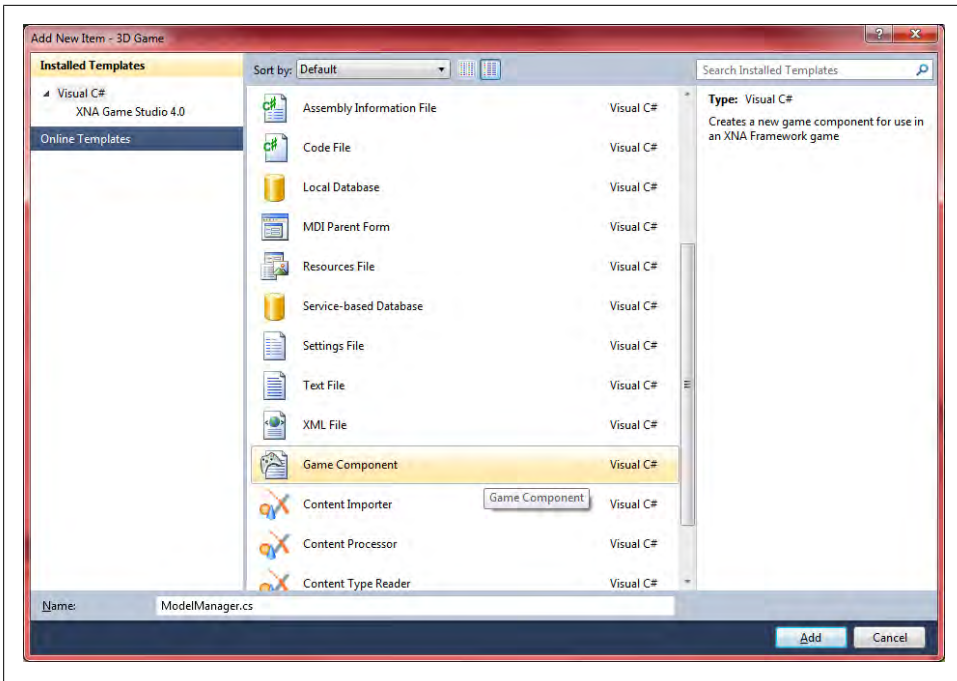 Add New Item - 3D Game
Installed Templates
Visual C#
XNA Game Studio 4.0
Online Templates
Sort by: Default
Search Installed Templates
Assembly Information File Visual C#
Code File Visual C#
Local Database Visual C#
MDI Parent Form Visual C#
Resources File Visual C#
Service-based Database Visual C#
Settings File Visual C#
Text File Visual C#
XML File Visual C#
Game Component Visual C#
Game Component
Content Importer Visual C#
Content Processor Visual C#
Content Type Reader Visual C#
Type: Visual C#
Creates a new game component for use in
an XNA Framework game
Name: ModelManager.cs
Add Cancel